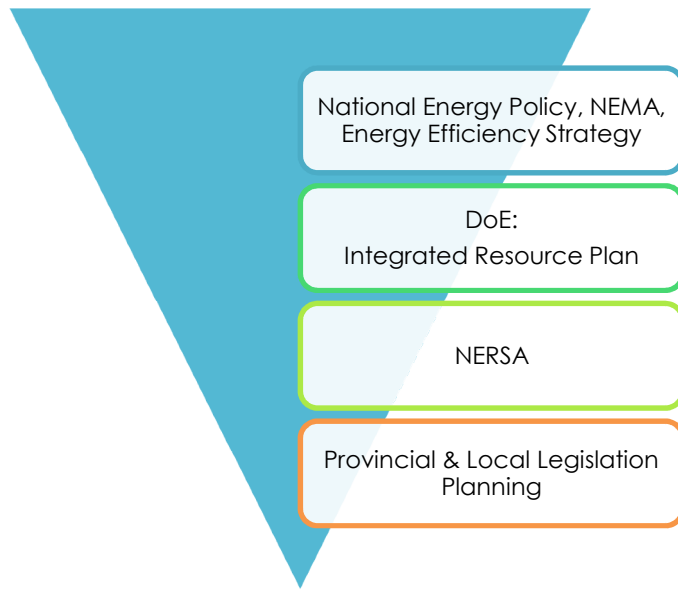 National Energy Policy, NEMA,
Energy Efficiency Strategy
DoE:
Integrated Resource Plan
NERSA
Provincial & Local Legislation
Planning